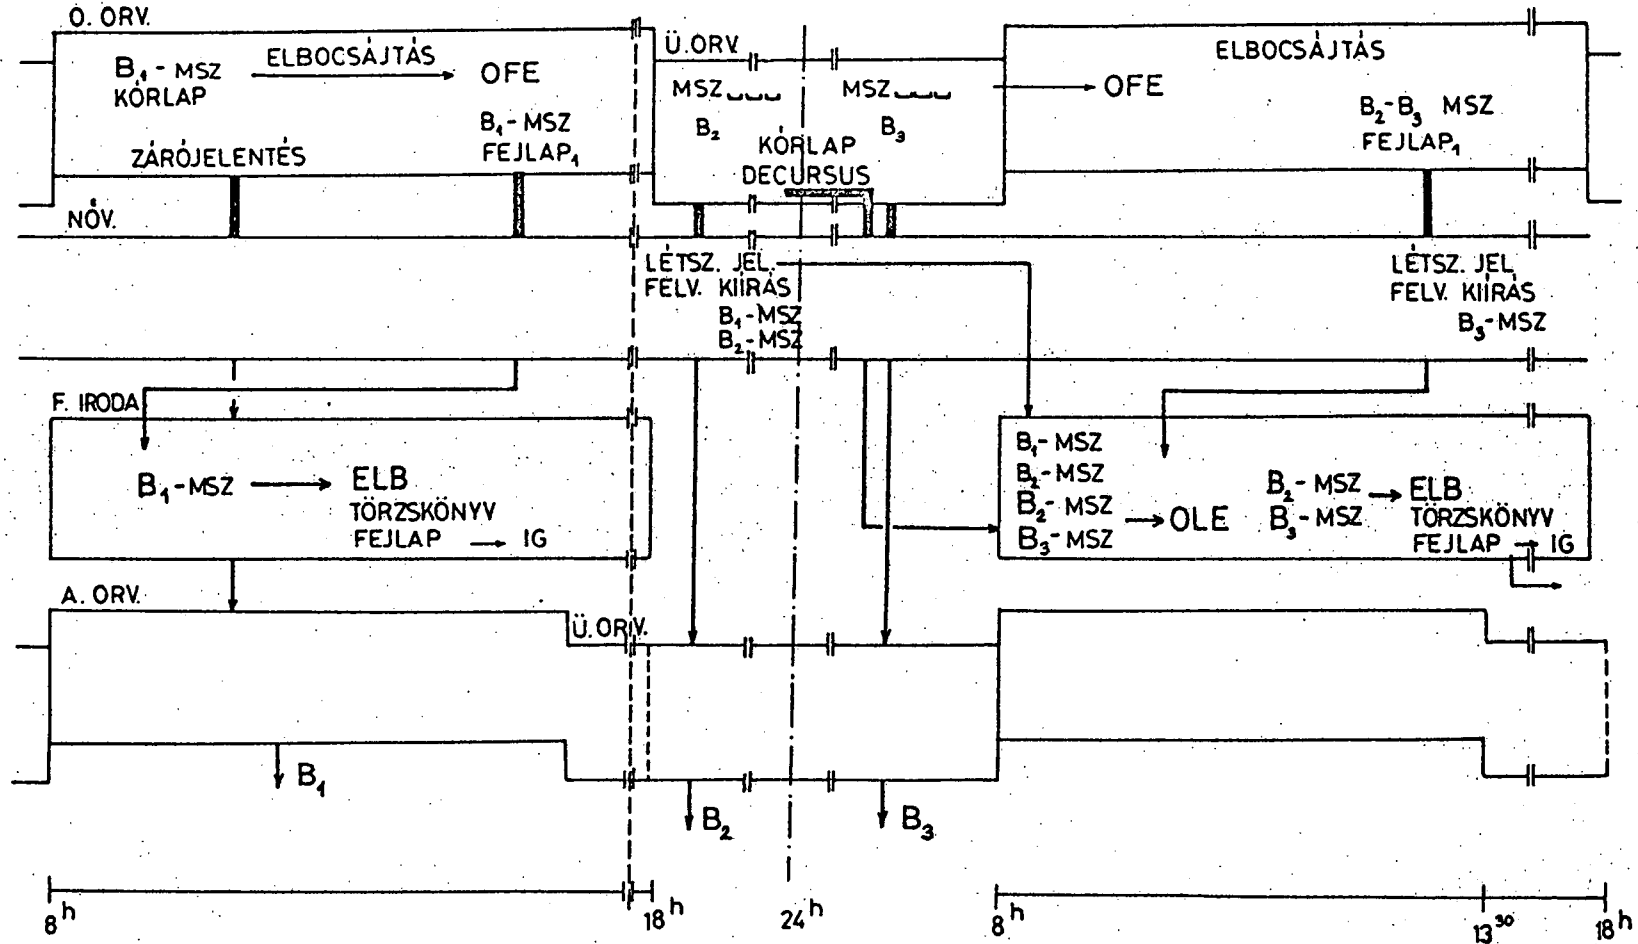 O. ORV.
B₁- MSZ
KÓRLAP
ELBOCSÁJTÁS
OFE
B₁- MSZ
FEJLAP₁
ZÁRÓJELENTÉS
Ü.ORV.
MSZ
B₂
MSZ
B₃
KÓRLAP
DECURSUS
OFE
ELBOCSÁJTÁS
B₂-B₃ MSZ
FEJLAP₁
NŐV.
LÉTSZ. JEL.
FELV. KIÍRÁS
B₁-MSZ
B₂-MSZ
LÉTSZ. JEL.
FELV. KIÍRÁS
B₃-MSZ
F. IRODA
B₁-MSZ
ELB
TÖRZSKÖNYV
FEJLAP → IG
B₁- MSZ
B₂- MSZ
B₂- MSZ
B₃- MSZ
OLE
B₂- MSZ
B₃- MSZ
ELB
TÖRZSKÖNYV
FEJLAP → IG
A. ORV.
Ü.ORV.
B₁
B₂
B₃
8ʰ
18ʰ
24ʰ
8ʰ
13³⁰
18ʰ